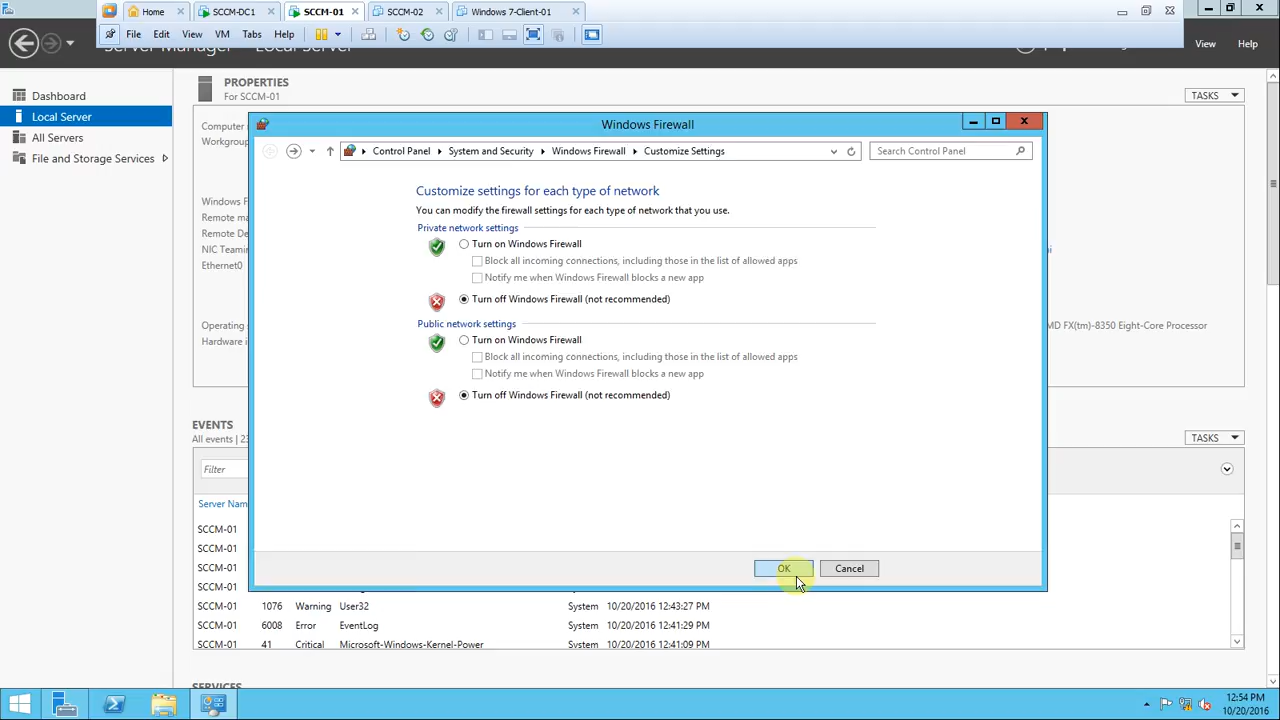 Home
SCCM-DC1
SCCM-01
SCCM-02
Windows 7-Client-01
File Edit View VM Tabs Help
View Help
Dashboard
Local Server
All Servers
File and Storage Services
PROPERTIES
For SCCM-01
TASKS
Computer
Workgroup
Windows F
Remote ma
Remote De
NIC Teamin
Ethernet0
Operating s
Hardware i
MD FX(tm)-8350 Eight-Core Processor
Windows Firewall
Control Panel
System and Security
Windows Firewall
Customize Settings
Search Control Panel
Customize settings for each type of network
You can modify the firewall settings for each type of network that you use.
Private network settings
Turn on Windows Firewall
Block all incoming connections, including those in the list of allowed apps
Notify me when Windows Firewall blocks a new app
Turn off Windows Firewall (not recommended)
Public network settings
Turn on Windows Firewall
Block all incoming connections, including those in the list of allowed apps
Notify me when Windows Firewall blocks a new app
Turn off Windows Firewall (not recommended)
OK
Cancel
EVENTS
All events | 23
TASKS
Filter
Server Nam
SCCM-01
SCCM-01
SCCM-01
SCCM-01
SCCM-01 1076 Warning User32 System 10/20/2016 12:43:27 PM
SCCM-01 6008 Error EventLog System 10/20/2016 12:41:29 PM
SCCM-01 41 Critical Microsoft-Windows-Kernel-Power System 10/20/2016 12:41:09 PM
SERVICES
12:54 PM
10/20/2016